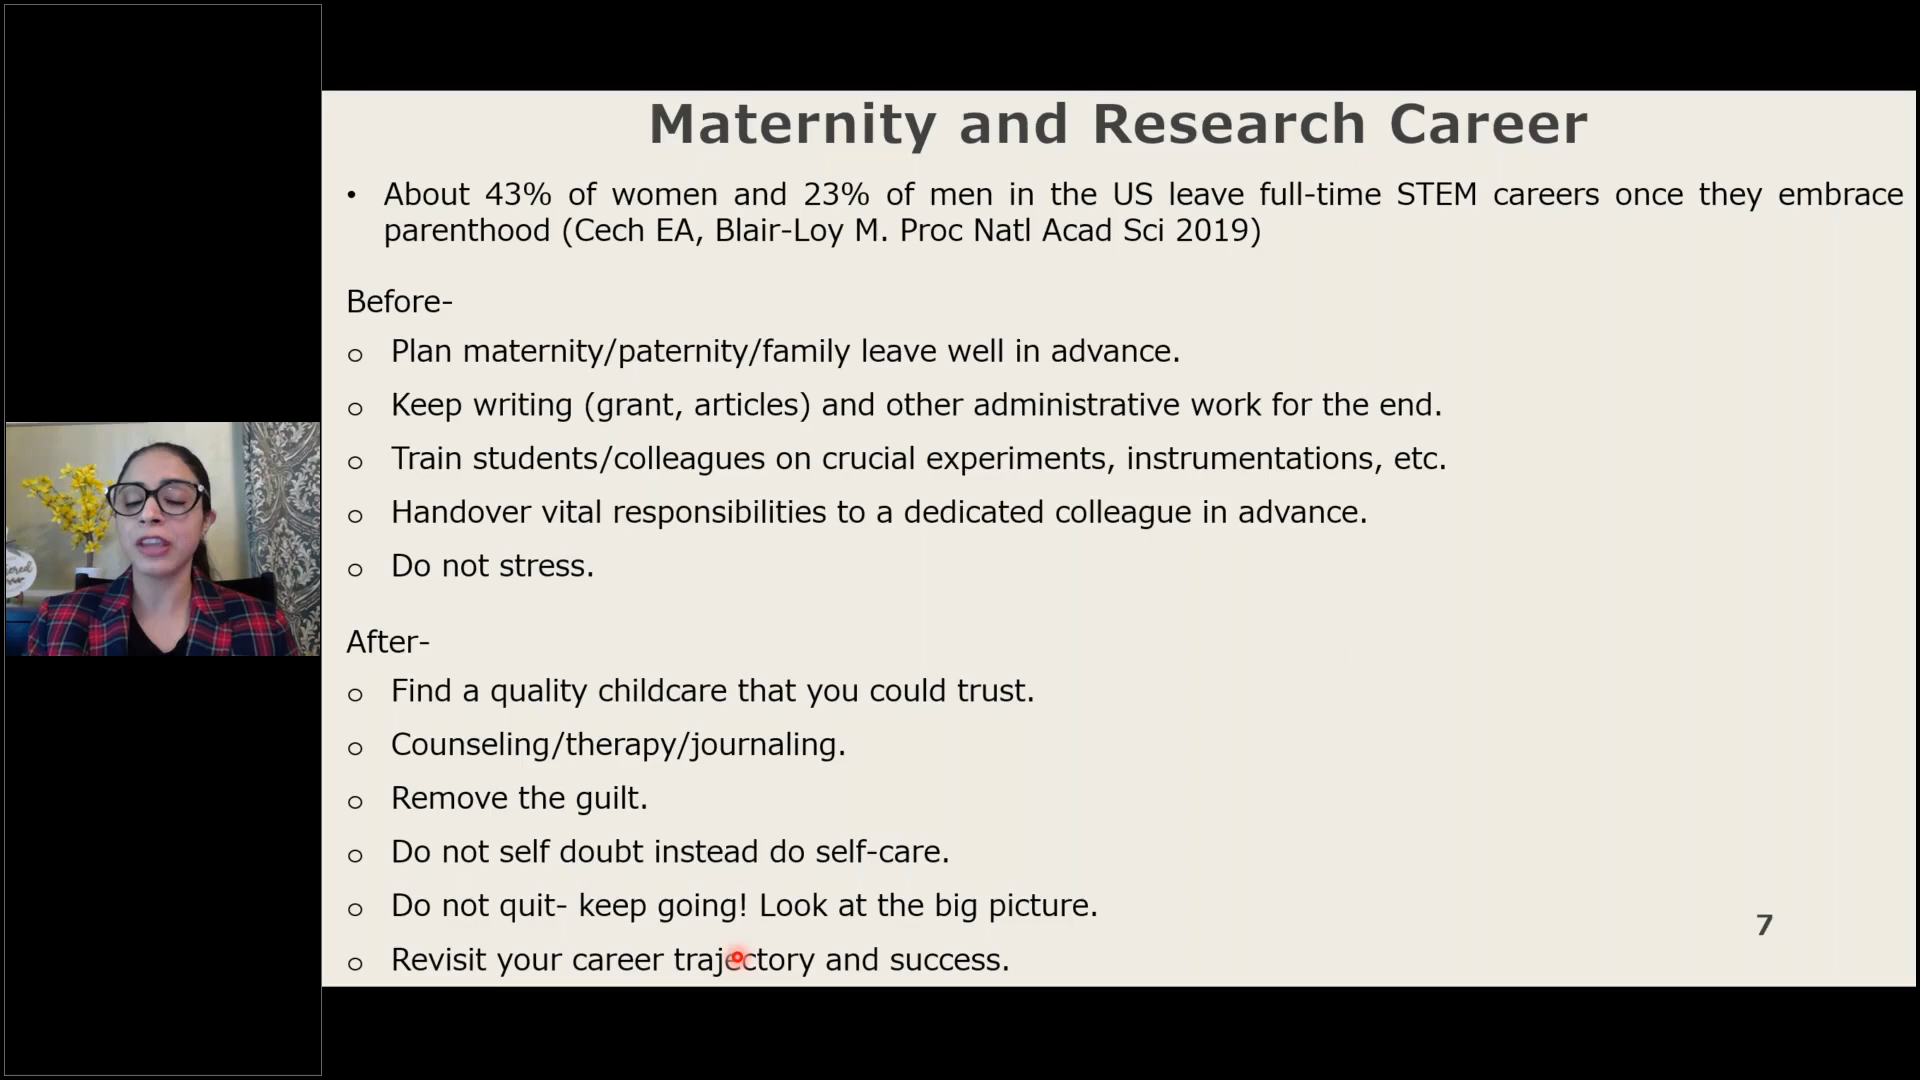 Maternity and Research Career
• About 43% of women and 23% of men in the US leave full-time STEM careers once they embrace
parenthood (Cech EA, Blair-Loy M. Proc Natl Acad Sci 2019)
Before-
o Plan maternity/paternity/family leave well in advance.
o Keep writing (grant, articles) and other administrative work for the end.
o Train students/colleagues on crucial experiments, instrumentations, etc.
o Handover vital responsibilities to a dedicated colleague in advance.
o Do not stress.
After-
o Find a quality childcare that you could trust.
o Counseling/therapy/journaling.
o Remove the guilt.
o Do not self doubt instead do self-care.
o Do not quit- keep going! Look at the big picture.
7
o Revisit your career trajectory and success.